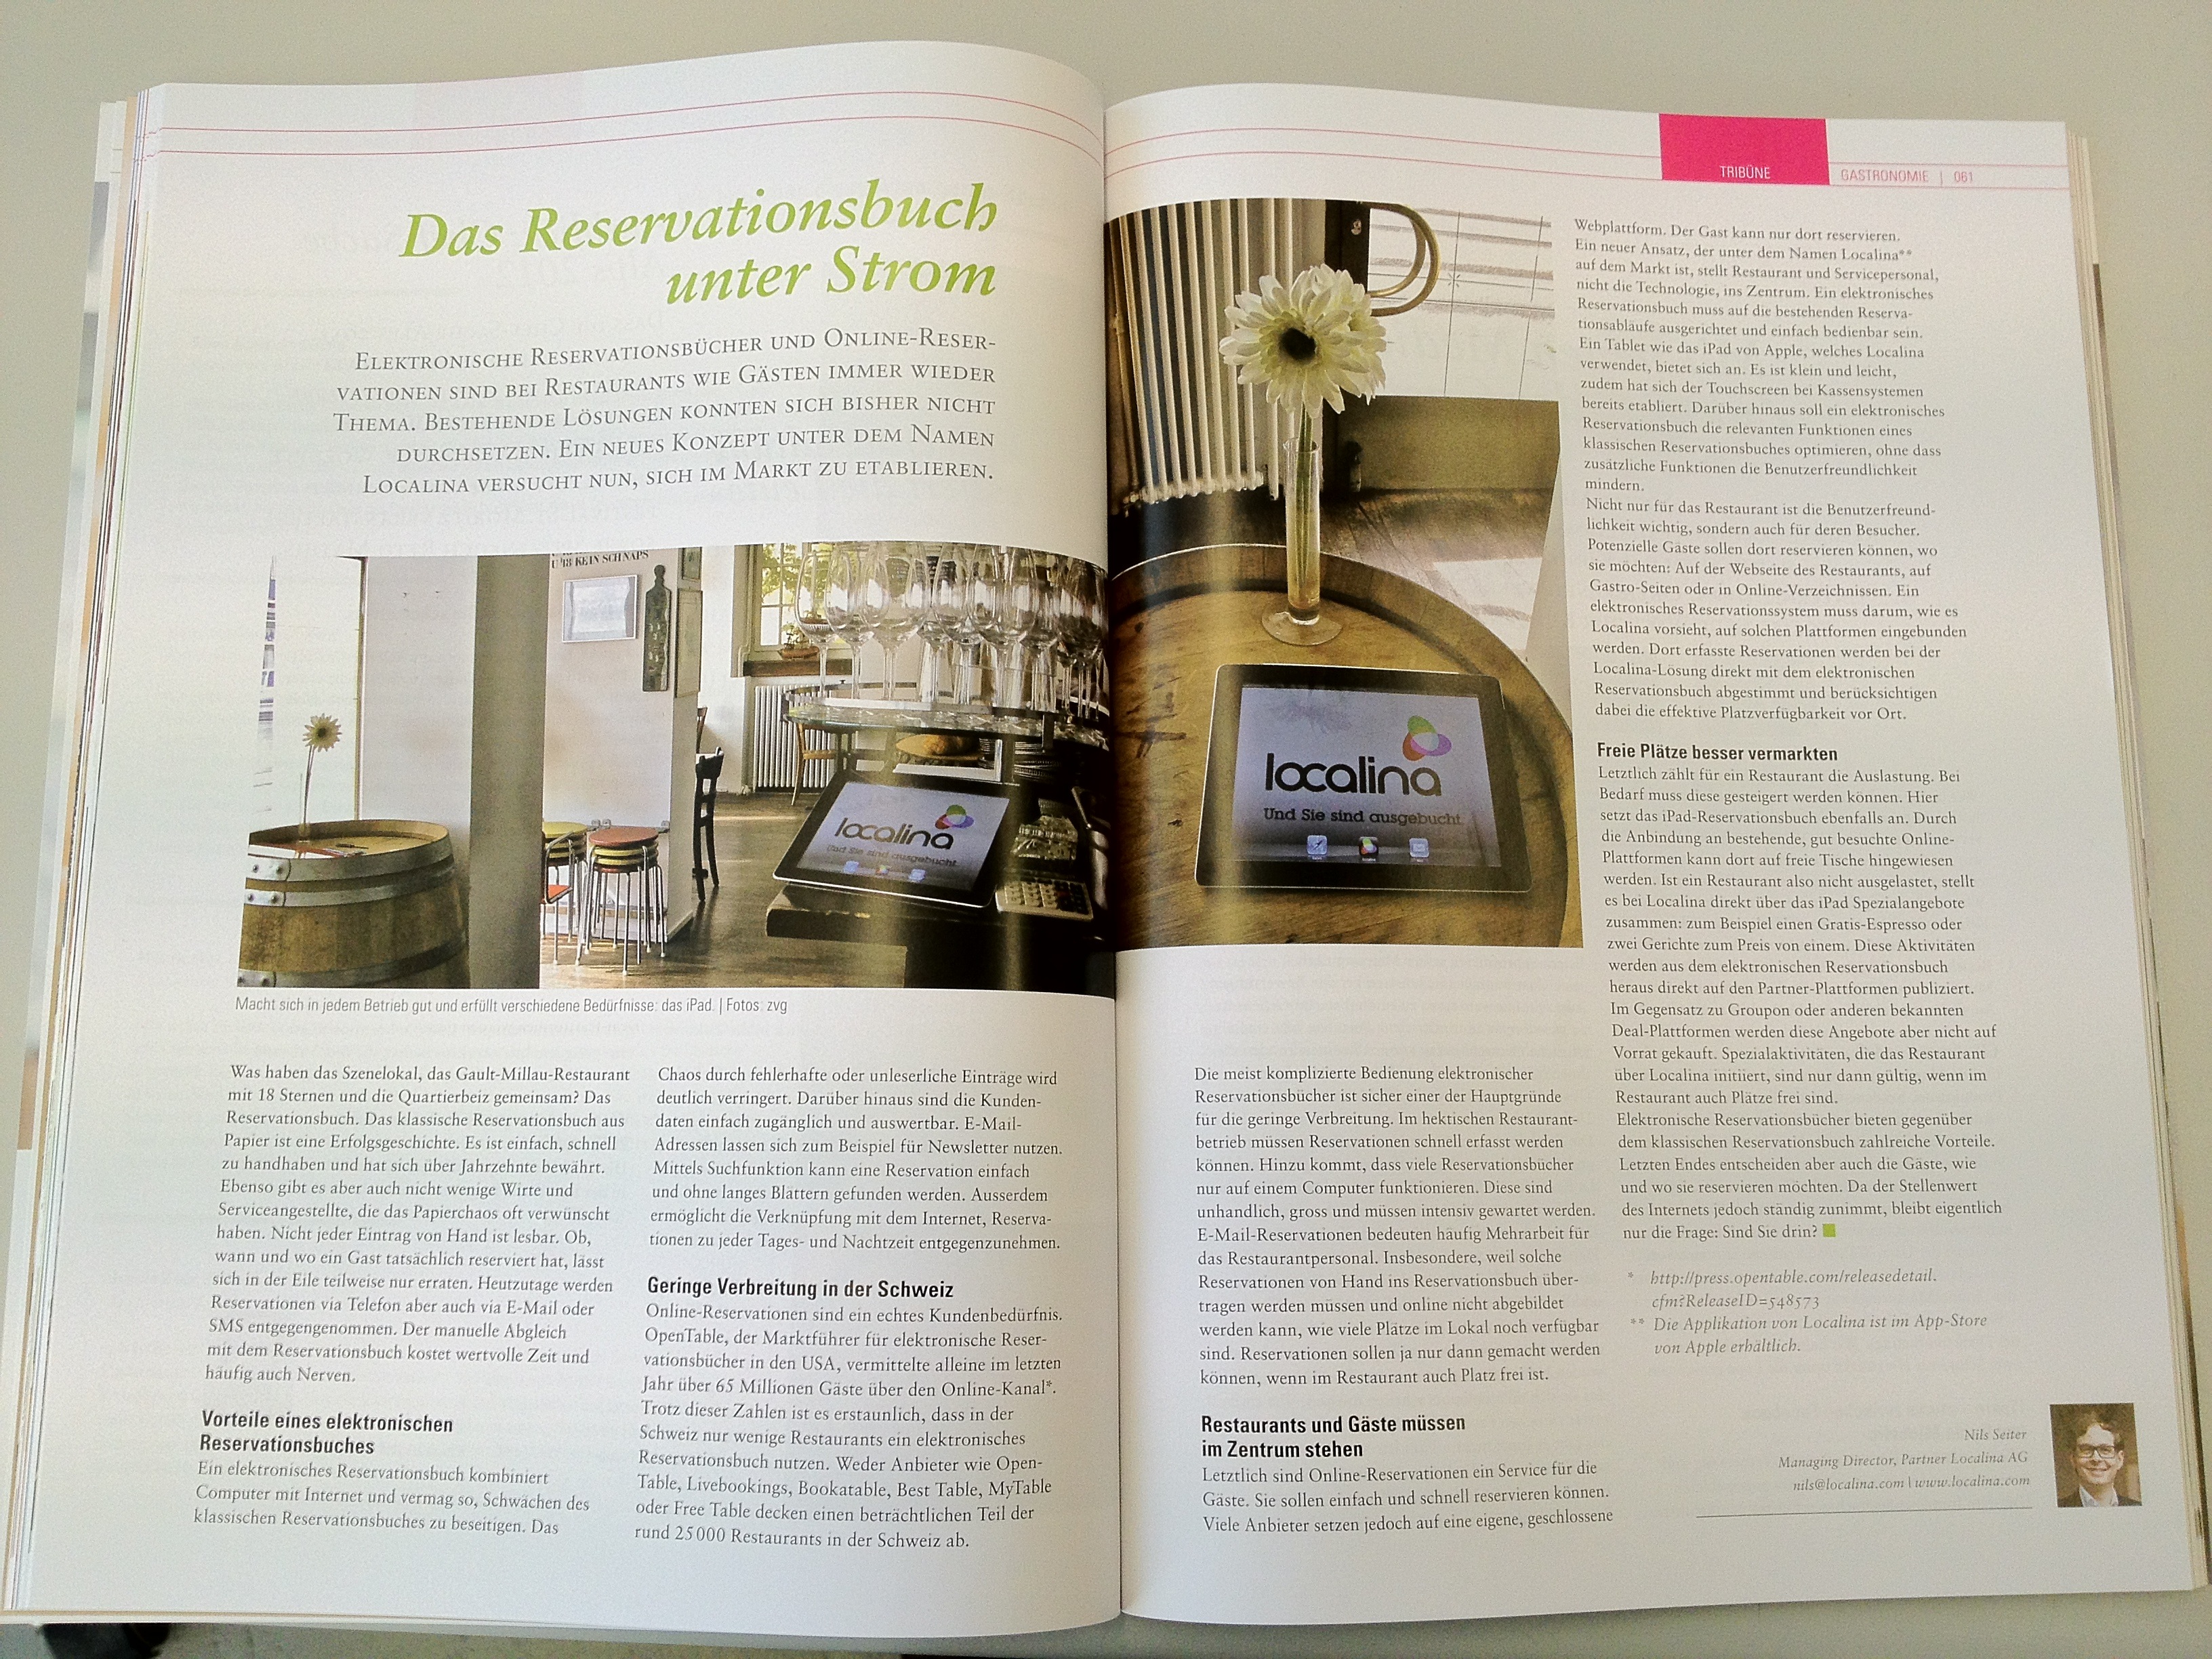 Das Reservationsbuch
unter Strom
Elektronische Reservationsbücher und Online-Reser-
vationen sind bei Restaurants wie Gästen immer wieder
Thema. Bestehende Lösungen konnten sich bisher nicht
durchsetzen. Ein neues Konzept unter dem Namen
Localina versucht nun, sich im Markt zu etablieren.
U 18 KEIN SCHNAPS
localina
Und Sie sind ausgebucht.
Macht sich in jedem Betrieb gut und erfüllt verschiedene Bedürfnisse: das iPad. | Fotos: zvg
Was haben das Szenelokal, das Gault-Millau-Restaurant
mit 18 Sternen und die Quartierbeiz gemeinsam? Das
Reservationsbuch. Das klassische Reservationsbuch aus
Papier ist eine Erfolgsgeschichte. Es ist einfach, schnell
zu handhaben und hat sich über Jahrzehnte bewährt.
Ebenso gibt es aber auch nicht wenige Wirte und
Serviceangestellte, die das Papierchaos oft verwünscht
haben. Nicht jeder Eintrag von Hand ist lesbar. Ob,
wann und wo ein Gast tatsächlich reserviert hat, lässt
sich in der Eile teilweise nur erraten. Heutzutage werden
Reservationen via Telefon aber auch via E-Mail oder
SMS entgegengenommen. Der manuelle Abgleich
mit dem Reservationsbuch kostet wertvolle Zeit und
häufig auch Nerven.
Vorteile eines elektronischen
Reservationsbuches
Ein elektronisches Reservationsbuch kombiniert
Computer mit Internet und vermag so, Schwächen des
klassischen Reservationsbuches zu beseitigen. Das
Chaos durch fehlerhafte oder unleserliche Einträge wird
deutlich verringert. Darüber hinaus sind die Kunden-
daten einfach zugänglich und auswertbar. E-Mail-
Adressen lassen sich zum Beispiel für Newsletter nutzen.
Mittels Suchfunktion kann eine Reservation einfach
und ohne langes Blättern gefunden werden. Ausserdem
ermöglicht die Verknüpfung mit dem Internet, Reserva-
tionen zu jeder Tages- und Nachtzeit entgegenzunehmen.
Geringe Verbreitung in der Schweiz
Online-Reservationen sind ein echtes Kundenbedürfnis.
OpenTable, der Marktführer für elektronische Reser-
vationsbücher in den USA, vermittelte alleine im letzten
Jahr über 65 Millionen Gäste über den Online-Kanal*.
Trotz dieser Zahlen ist es erstaunlich, dass in der
Schweiz nur wenige Restaurants ein elektronisches
Reservationsbuch nutzen. Weder Anbieter wie Open-
Table, Livebookings, Bookatable, Best Table, MyTable
oder Free Table decken einen beträchtlichen Teil der
rund 25000 Restaurants in der Schweiz ab.
TRIBÜNE
GASTRONOMIE | 061
localina
Und Sie sind ausgebucht.
Die meist komplizierte Bedienung elektronischer
Reservationsbücher ist sicher einer der Hauptgründe
für die geringe Verbreitung. Im hektischen Restaurant-
betrieb müssen Reservationen schnell erfasst werden
können. Hinzu kommt, dass viele Reservationsbücher
nur auf einem Computer funktionieren. Diese sind
unhandlich, gross und müssen intensiv gewartet werden.
E-Mail-Reservationen bedeuten häufig Mehrarbeit für
das Restaurantpersonal. Insbesondere, weil solche
Reservationen von Hand ins Reservationsbuch über-
tragen werden müssen und online nicht abgebildet
werden kann, wie viele Plätze im Lokal noch verfügbar
sind. Reservationen sollen ja nur dann gemacht werden
können, wenn im Restaurant auch Platz frei ist.
Restaurants und Gäste müssen
im Zentrum stehen
Letztlich sind Online-Reservationen ein Service für die
Gäste. Sie sollen einfach und schnell reservieren können.
Viele Anbieter setzen jedoch auf eine eigene, geschlossene
Webplattform. Der Gast kann nur dort reservieren.
Ein neuer Ansatz, der unter dem Namen Localina**
auf dem Markt ist, stellt Restaurant und Servicepersonal,
nicht die Technologie, ins Zentrum. Ein elektronisches
Reservationsbuch muss auf die bestehenden Reserva-
tionsabläufe ausgerichtet und einfach bedienbar sein.
Ein Tablet wie das iPad von Apple, welches Localina
verwendet, bietet sich an. Es ist klein und leicht,
zudem hat sich der Touchscreen bei Kassensystemen
bereits etabliert. Darüber hinaus soll ein elektronisches
Reservationsbuch die relevanten Funktionen eines
klassischen Reservationsbuches optimieren, ohne dass
zusätzliche Funktionen die Benutzerfreundlichkeit
mindern.
Nicht nur für das Restaurant ist die Benutzerfreund-
lichkeit wichtig, sondern auch für deren Besucher.
Potenzielle Gäste sollen dort reservieren können, wo
sie möchten: Auf der Webseite des Restaurants, auf
Gastro-Seiten oder in Online-Verzeichnissen. Ein
elektronisches Reservationssystem muss darum, wie es
Localina vorsieht, auf solchen Plattformen eingebunden
werden. Dort erfasste Reservationen werden bei der
Localina-Lösung direkt mit dem elektronischen
Reservationsbuch abgestimmt und berücksichtigen
dabei die effektive Platzverfügbarkeit vor Ort.
Freie Plätze besser vermarkten
Letztlich zählt für ein Restaurant die Auslastung. Bei
Bedarf muss diese gesteigert werden können. Hier
setzt das iPad-Reservationsbuch ebenfalls an. Durch
die Anbindung an bestehende, gut besuchte Online-
Plattformen kann dort auf freie Tische hingewiesen
werden. Ist ein Restaurant also nicht ausgelastet, stellt
es bei Localina direkt über das iPad Spezialangebote
zusammen: zum Beispiel einen Gratis-Espresso oder
zwei Gerichte zum Preis von einem. Diese Aktivitäten
werden aus dem elektronischen Reservationsbuch
heraus direkt auf den Partner-Plattformen publiziert.
Im Gegensatz zu Groupon oder anderen bekannten
Deal-Plattformen werden diese Angebote aber nicht auf
Vorrat gekauft. Spezialaktivitäten, die das Restaurant
über Localina initiiert, sind nur dann gültig, wenn im
Restaurant auch Plätze frei sind.
Elektronische Reservationsbücher bieten gegenüber
dem klassischen Reservationsbuch zahlreiche Vorteile.
Letzten Endes entscheiden aber auch die Gäste, wie
und wo sie reservieren möchten. Da der Stellenwert
des Internets jedoch ständig zunimmt, bleibt eigentlich
nur die Frage: Sind Sie drin?
* http://press.opentable.com/releasedetail.
cfm?ReleaseID=548573
** Die Applikation von Localina ist im App-Store
von Apple erhältlich.
Nils Seiter
Managing Director, Partner Localina AG
nils@localina.com | www.localina.com